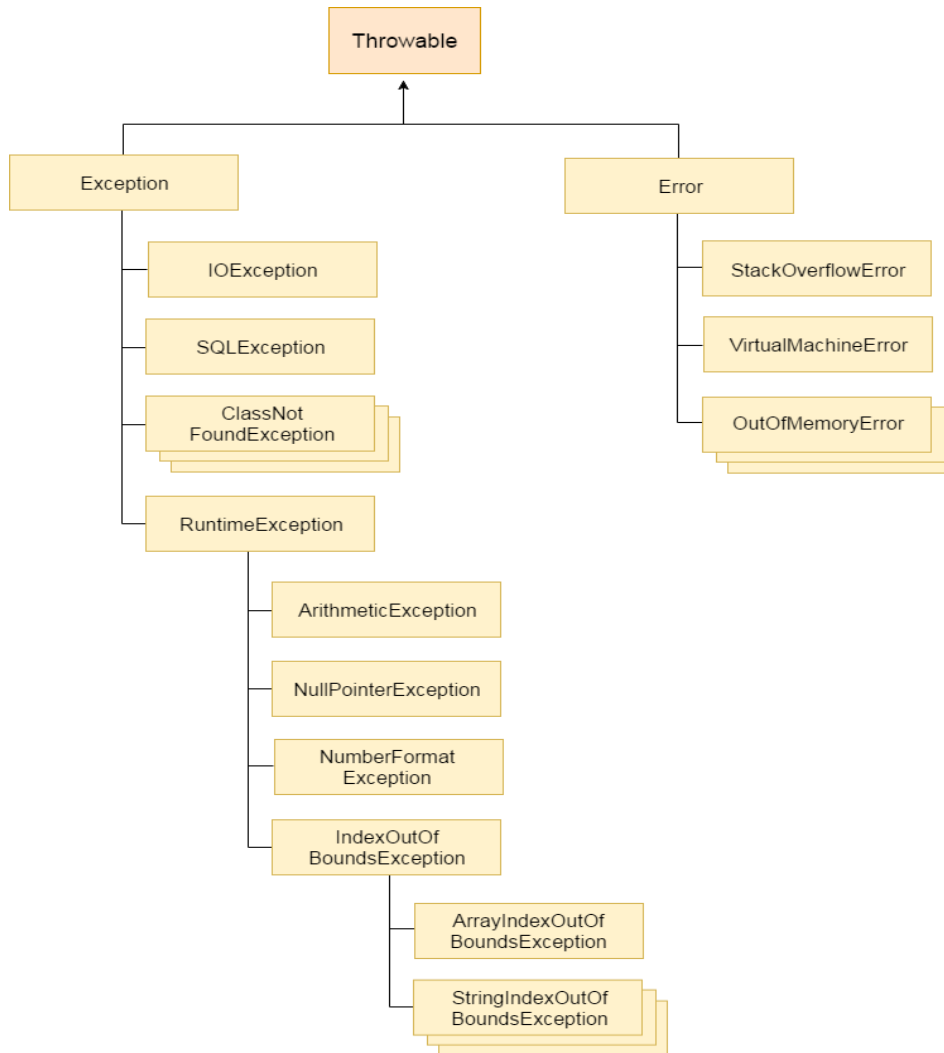 Throwable
Exception
Error
IOException
StackOverflowError
SQLException
VirtualMachineError
ClassNot
FoundException
OutOfMemoryError
RuntimeException
ArithmeticException
NullPointerException
NumberFormat
Exception
IndexOutOf
BoundsException
ArrayIndexOutOf
BoundsException
StringIndexOutOf
BoundsException